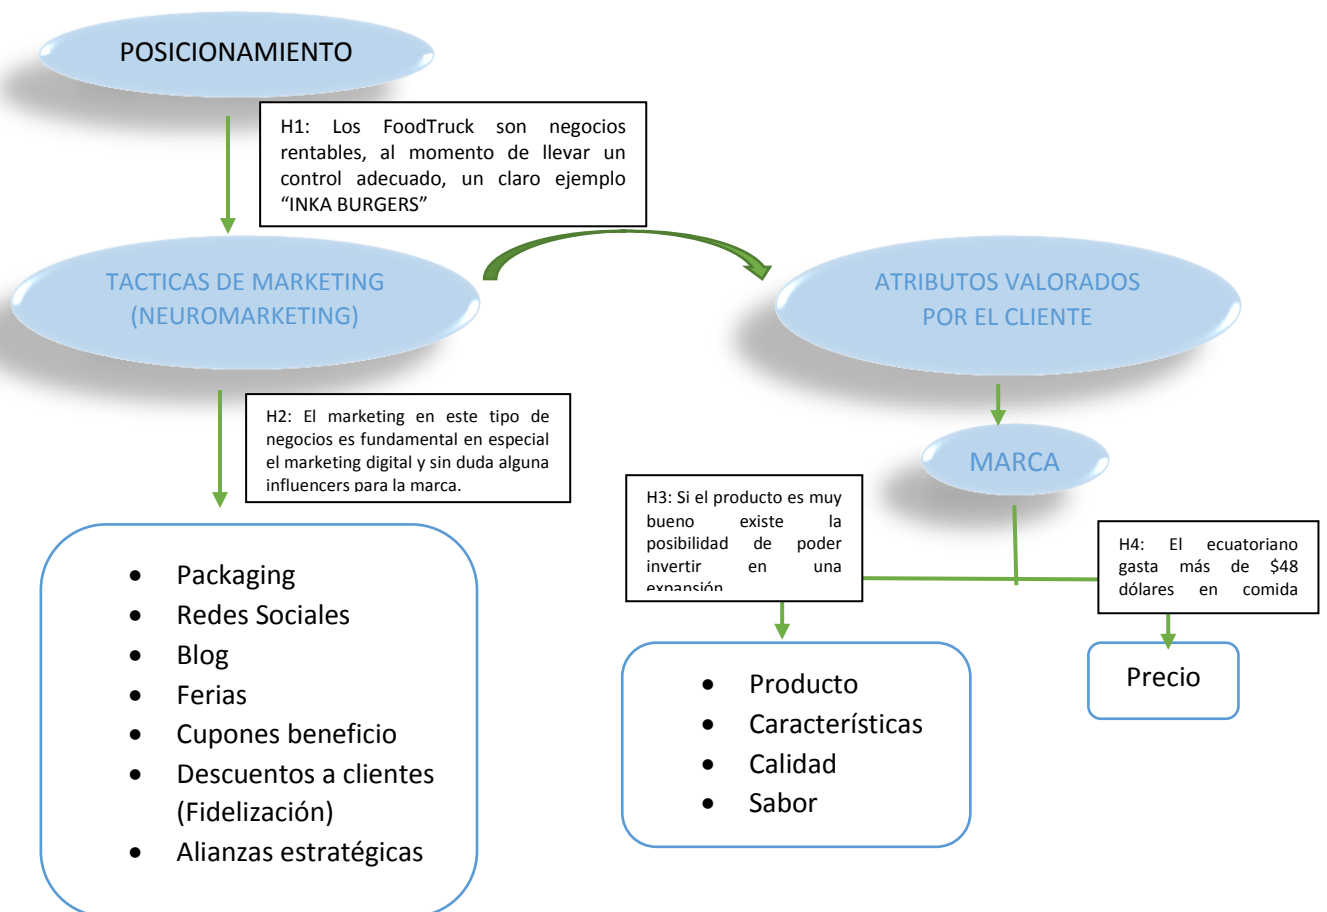 POSICIONAMIENTO
H1: Los FoodTruck son negocios
rentables, al momento de llevar un
control adecuado, un claro ejemplo
“INKA BURGERS”
TACTICAS DE MARKETING
(NEUROMARKETING)
ATRIBUTOS VALORADOS
POR EL CLIENTE
H2: El marketing en este tipo de
negocios es fundamental en especial
el marketing digital y sin duda alguna
influencers para la marca.
MARCA
H3: Si el producto es muy
bueno existe la
posibilidad de poder
invertir en una
expansión
H4: El ecuatoriano
gasta más de $48
dólares en comida
• Packaging
• Redes Sociales
• Blog
• Ferias
• Cupones beneficio
• Descuentos a clientes
(Fidelización)
• Alianzas estratégicas
• Producto
• Características
• Calidad
• Sabor
Precio